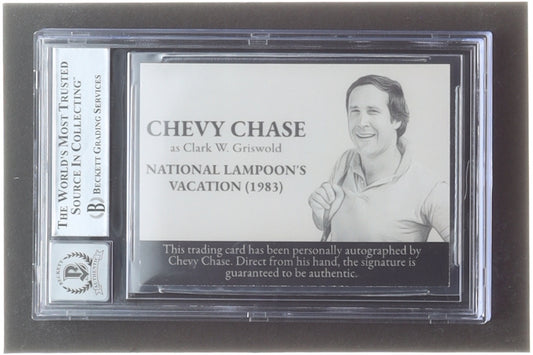 "THE WORLD'S MOST TRUSTED
SOURCE IN COLLECTING"
BECKETT GRADING SERVICES
B
CHEVY CHASE
as Clark W. Griswold
NATIONAL LAMPOON'S
VACATION (1983)
This trading card has been personally autographed by
Chevy Chase. Direct from his hand, the signature is
guaranteed to be authentic.
BECKETT